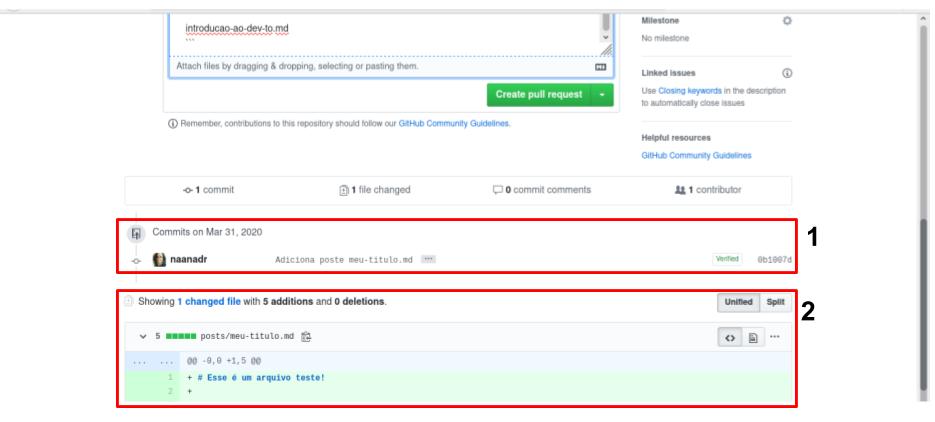 introducao-ao-dev-to.md
```
Attach files by dragging & dropping, selecting or pasting them.
Create pull request
Remember, contributions to this repository should follow our GitHub Community Guidelines.
Milestone
No milestone
Linked issues
Use Closing keywords in the description
to automatically close issues
Helpful resources
GitHub Community Guidelines
1 commit
1 file changed
0 commit comments
1 contributor
Commits on Mar 31, 2020
1
naanadr
Adiciona poste meu-titulo.md
Verified
0b1007d
Showing 1 changed file with 5 additions and 0 deletions.
Unified
Split
2
5
posts/meu-titulo.md
... ... @@ -0,0 +1,5 @@
1 + # Esse é um arquivo teste!
2 +